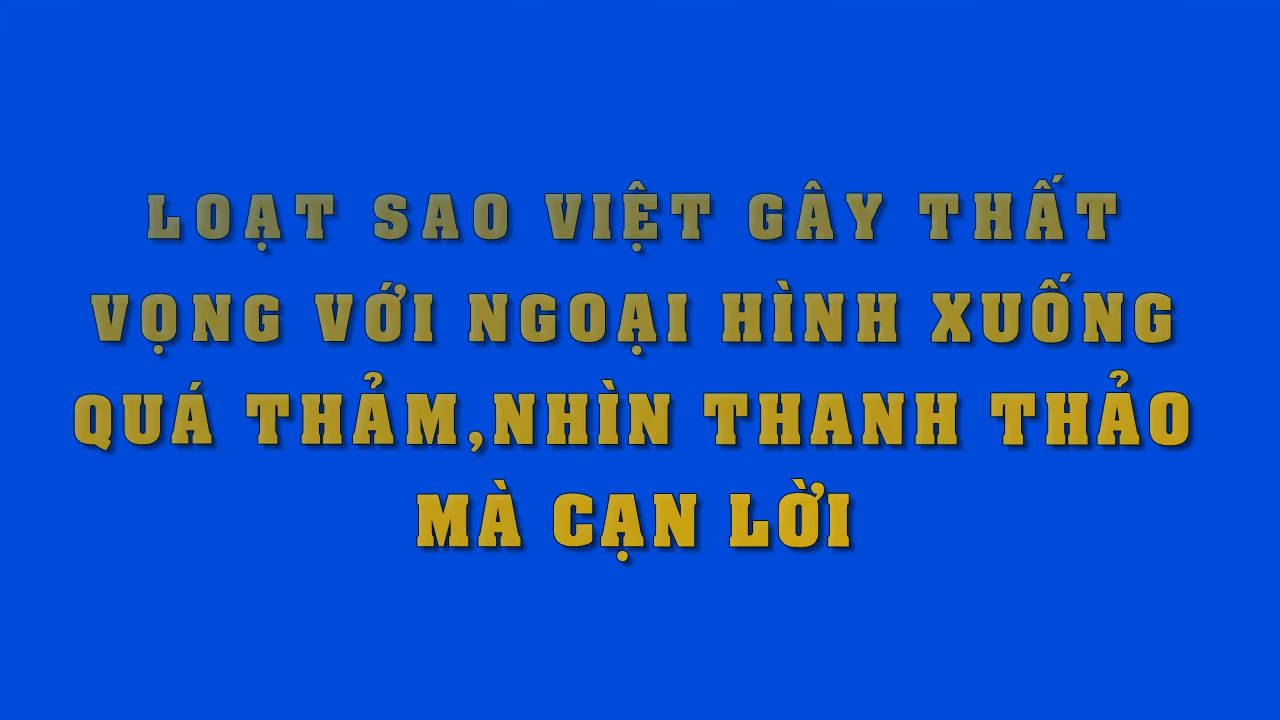 LOẠT SAO VIỆT GÂY THẤT
VỌNG VỚI NGOẠI HÌNH XUỐNG
QUÁ THẢM,NHÌN THANH THẢO
MÀ CẠN LỜI